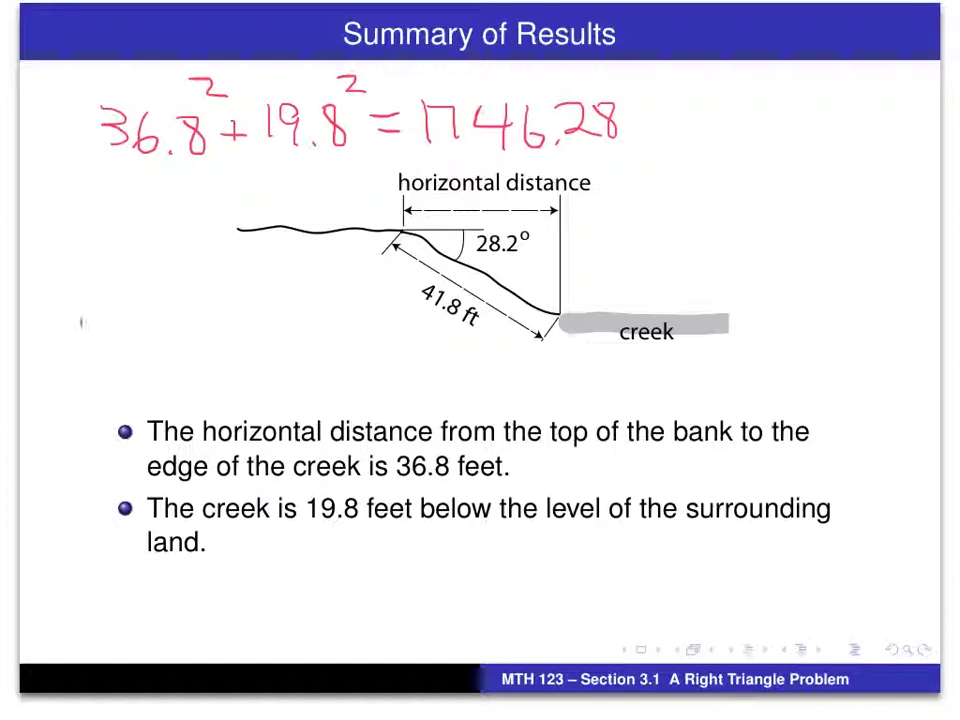 Summary of Results
36.8² + 19.8² = 1746.28
horizontal distance
28.2°
41.8 ft
creek
The horizontal distance from the top of the bank to the
edge of the creek is 36.8 feet.
The creek is 19.8 feet below the level of the surrounding
land.
MTH 123 – Section 3.1 A Right Triangle Problem